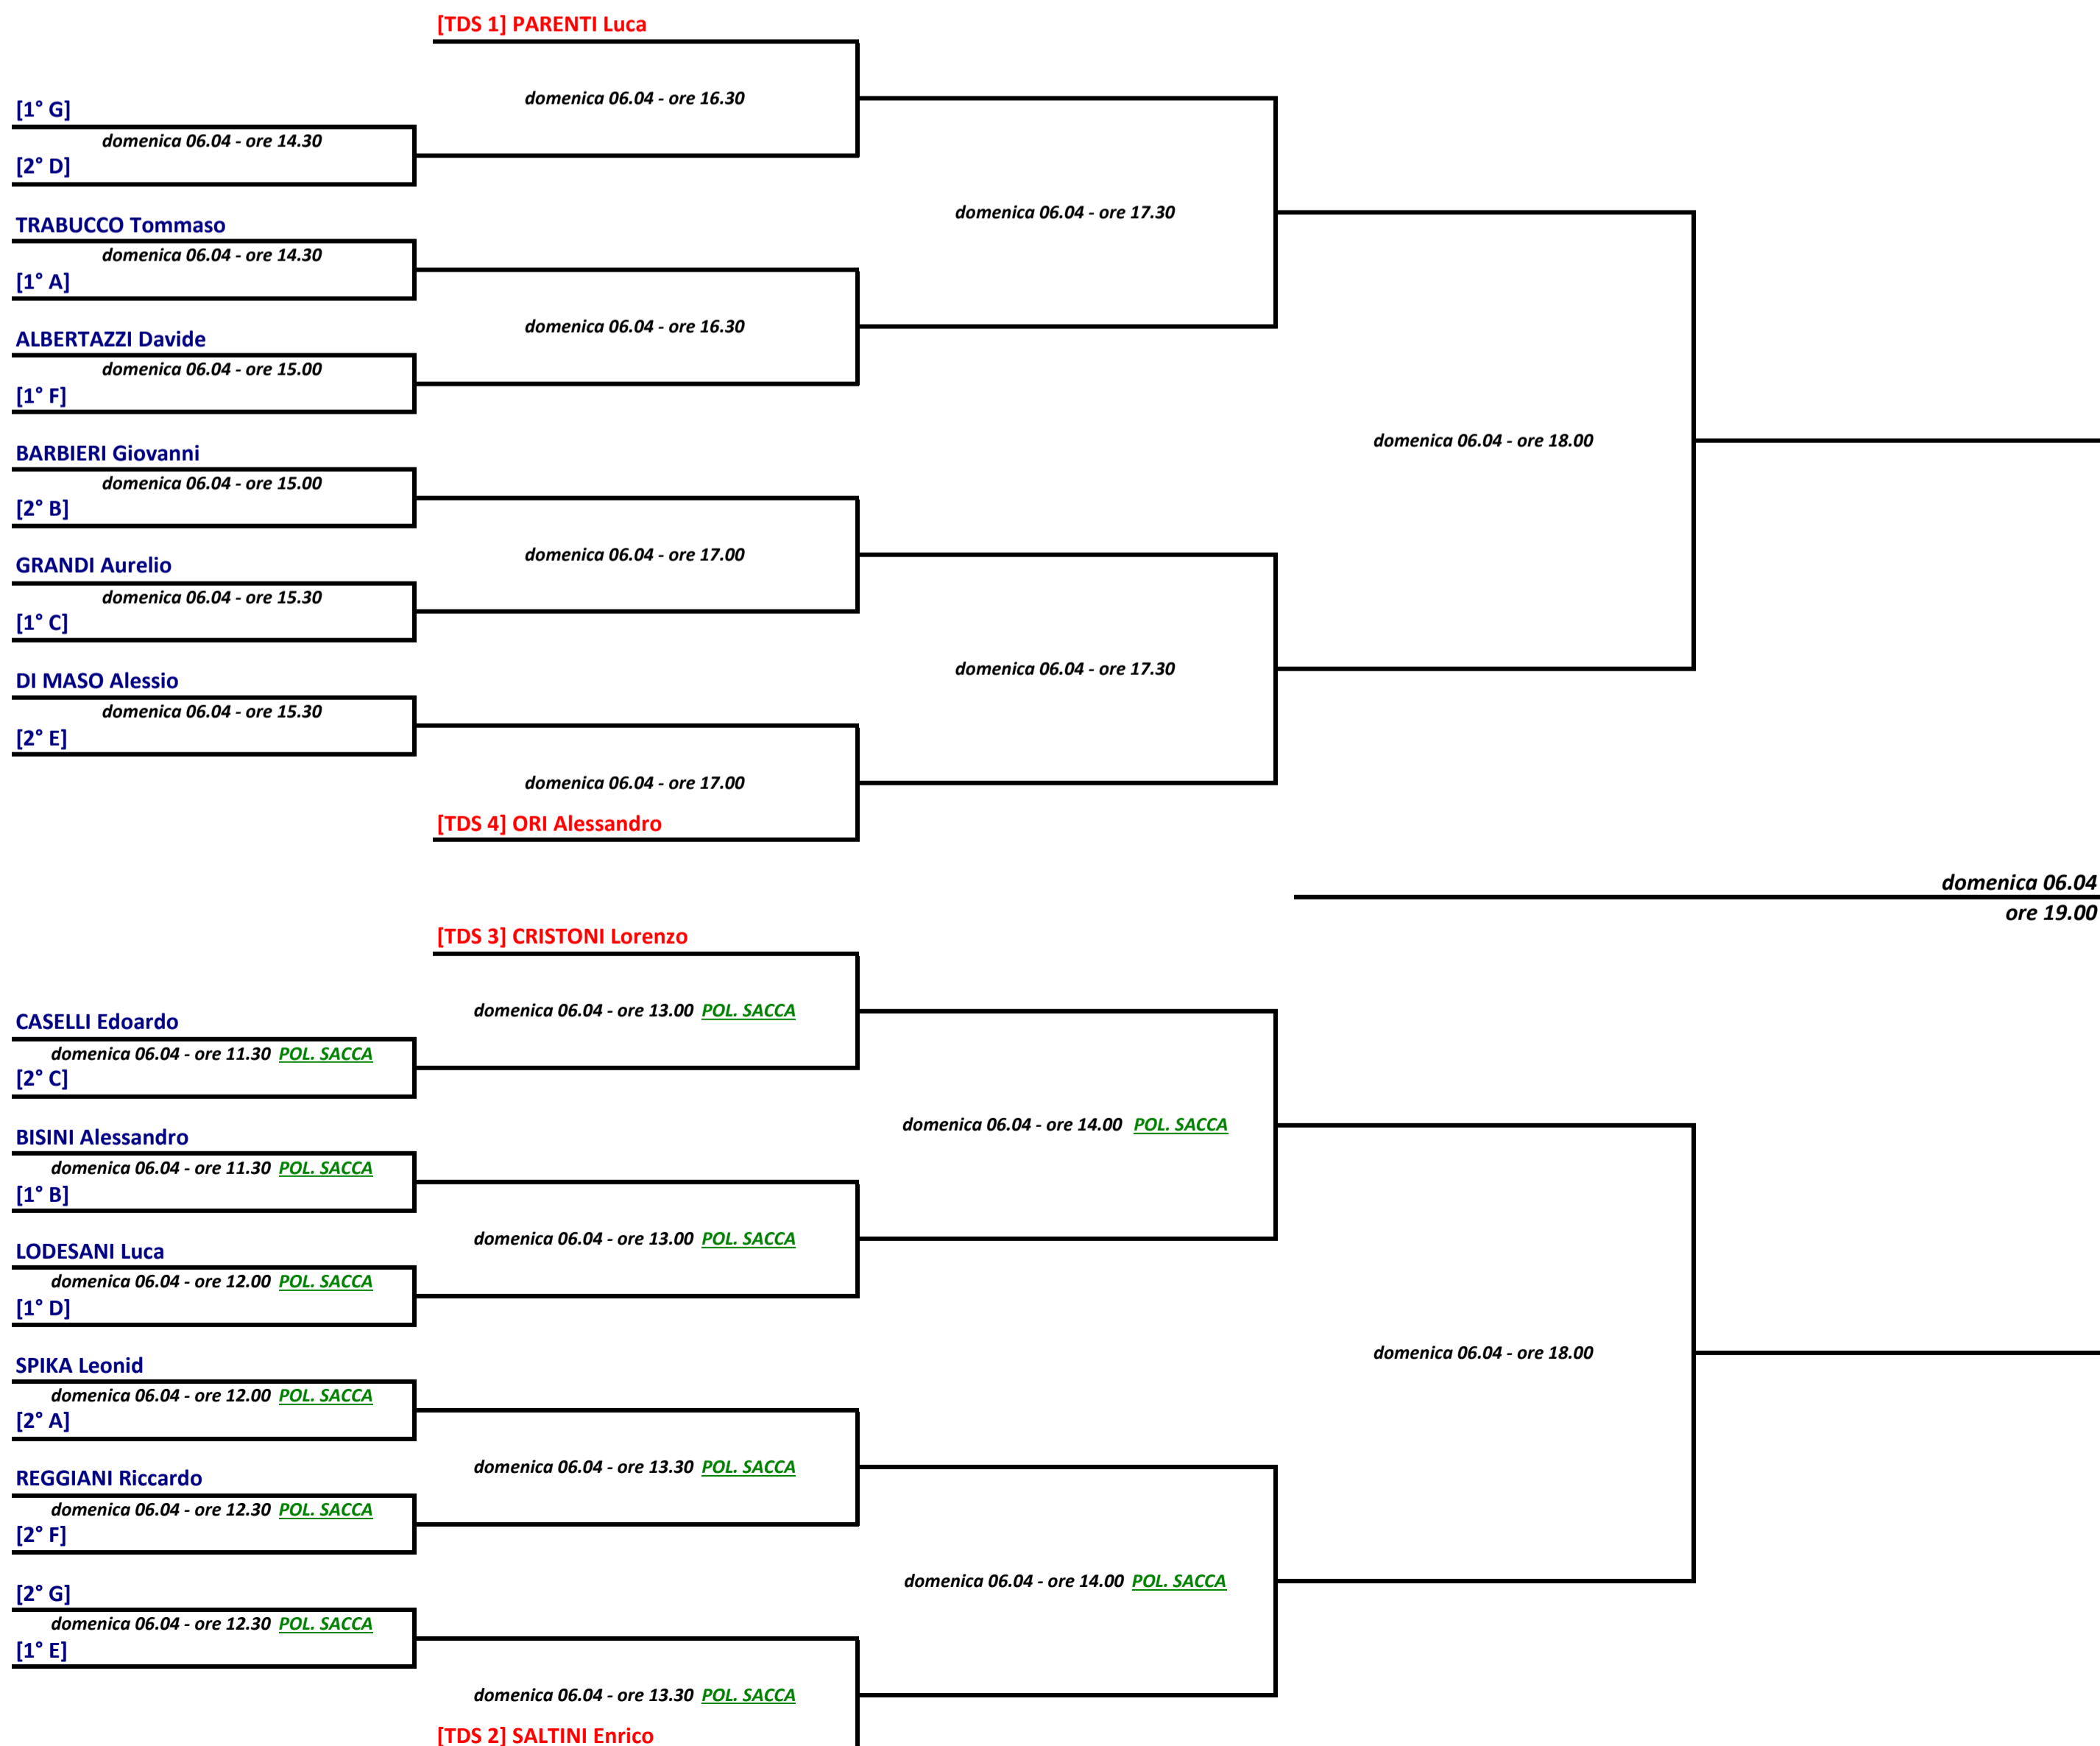 [TDS 1] PARENTI Luca
domenica 06.04 - ore 16.30
[1° G]
domenica 06.04 - ore 14.30
[2° D]
domenica 06.04 - ore 17.30
TRABUCCO Tommaso
domenica 06.04 - ore 14.30
[1° A]
domenica 06.04 - ore 16.30
ALBERTAZZI Davide
domenica 06.04 - ore 15.00
[1° F]
domenica 06.04 - ore 18.00
BARBIERI Giovanni
domenica 06.04 - ore 15.00
[2° B]
domenica 06.04 - ore 17.00
GRANDI Aurelio
domenica 06.04 - ore 15.30
[1° C]
domenica 06.04 - ore 17.30
DI MASO Alessio
domenica 06.04 - ore 15.30
[2° E]
domenica 06.04 - ore 17.00
[TDS 4] ORI Alessandro
domenica 06.04
ore 19.00
[TDS 3] CRISTONI Lorenzo
domenica 06.04 - ore 13.00 POL. SACCA
CASELLI Edoardo
domenica 06.04 - ore 11.30 POL. SACCA
[2° C]
domenica 06.04 - ore 14.00 POL. SACCA
BISINI Alessandro
domenica 06.04 - ore 11.30 POL. SACCA
[1° B]
domenica 06.04 - ore 13.00 POL. SACCA
LODESANI Luca
domenica 06.04 - ore 12.00 POL. SACCA
[1° D]
domenica 06.04 - ore 18.00
SPIKA Leonid
domenica 06.04 - ore 12.00 POL. SACCA
[2° A]
domenica 06.04 - ore 13.30 POL. SACCA
REGGIANI Riccardo
domenica 06.04 - ore 12.30 POL. SACCA
[2° F]
domenica 06.04 - ore 14.00 POL. SACCA
[2° G]
domenica 06.04 - ore 12.30 POL. SACCA
[1° E]
domenica 06.04 - ore 13.30 POL. SACCA
[TDS 2] SALTINI Enrico